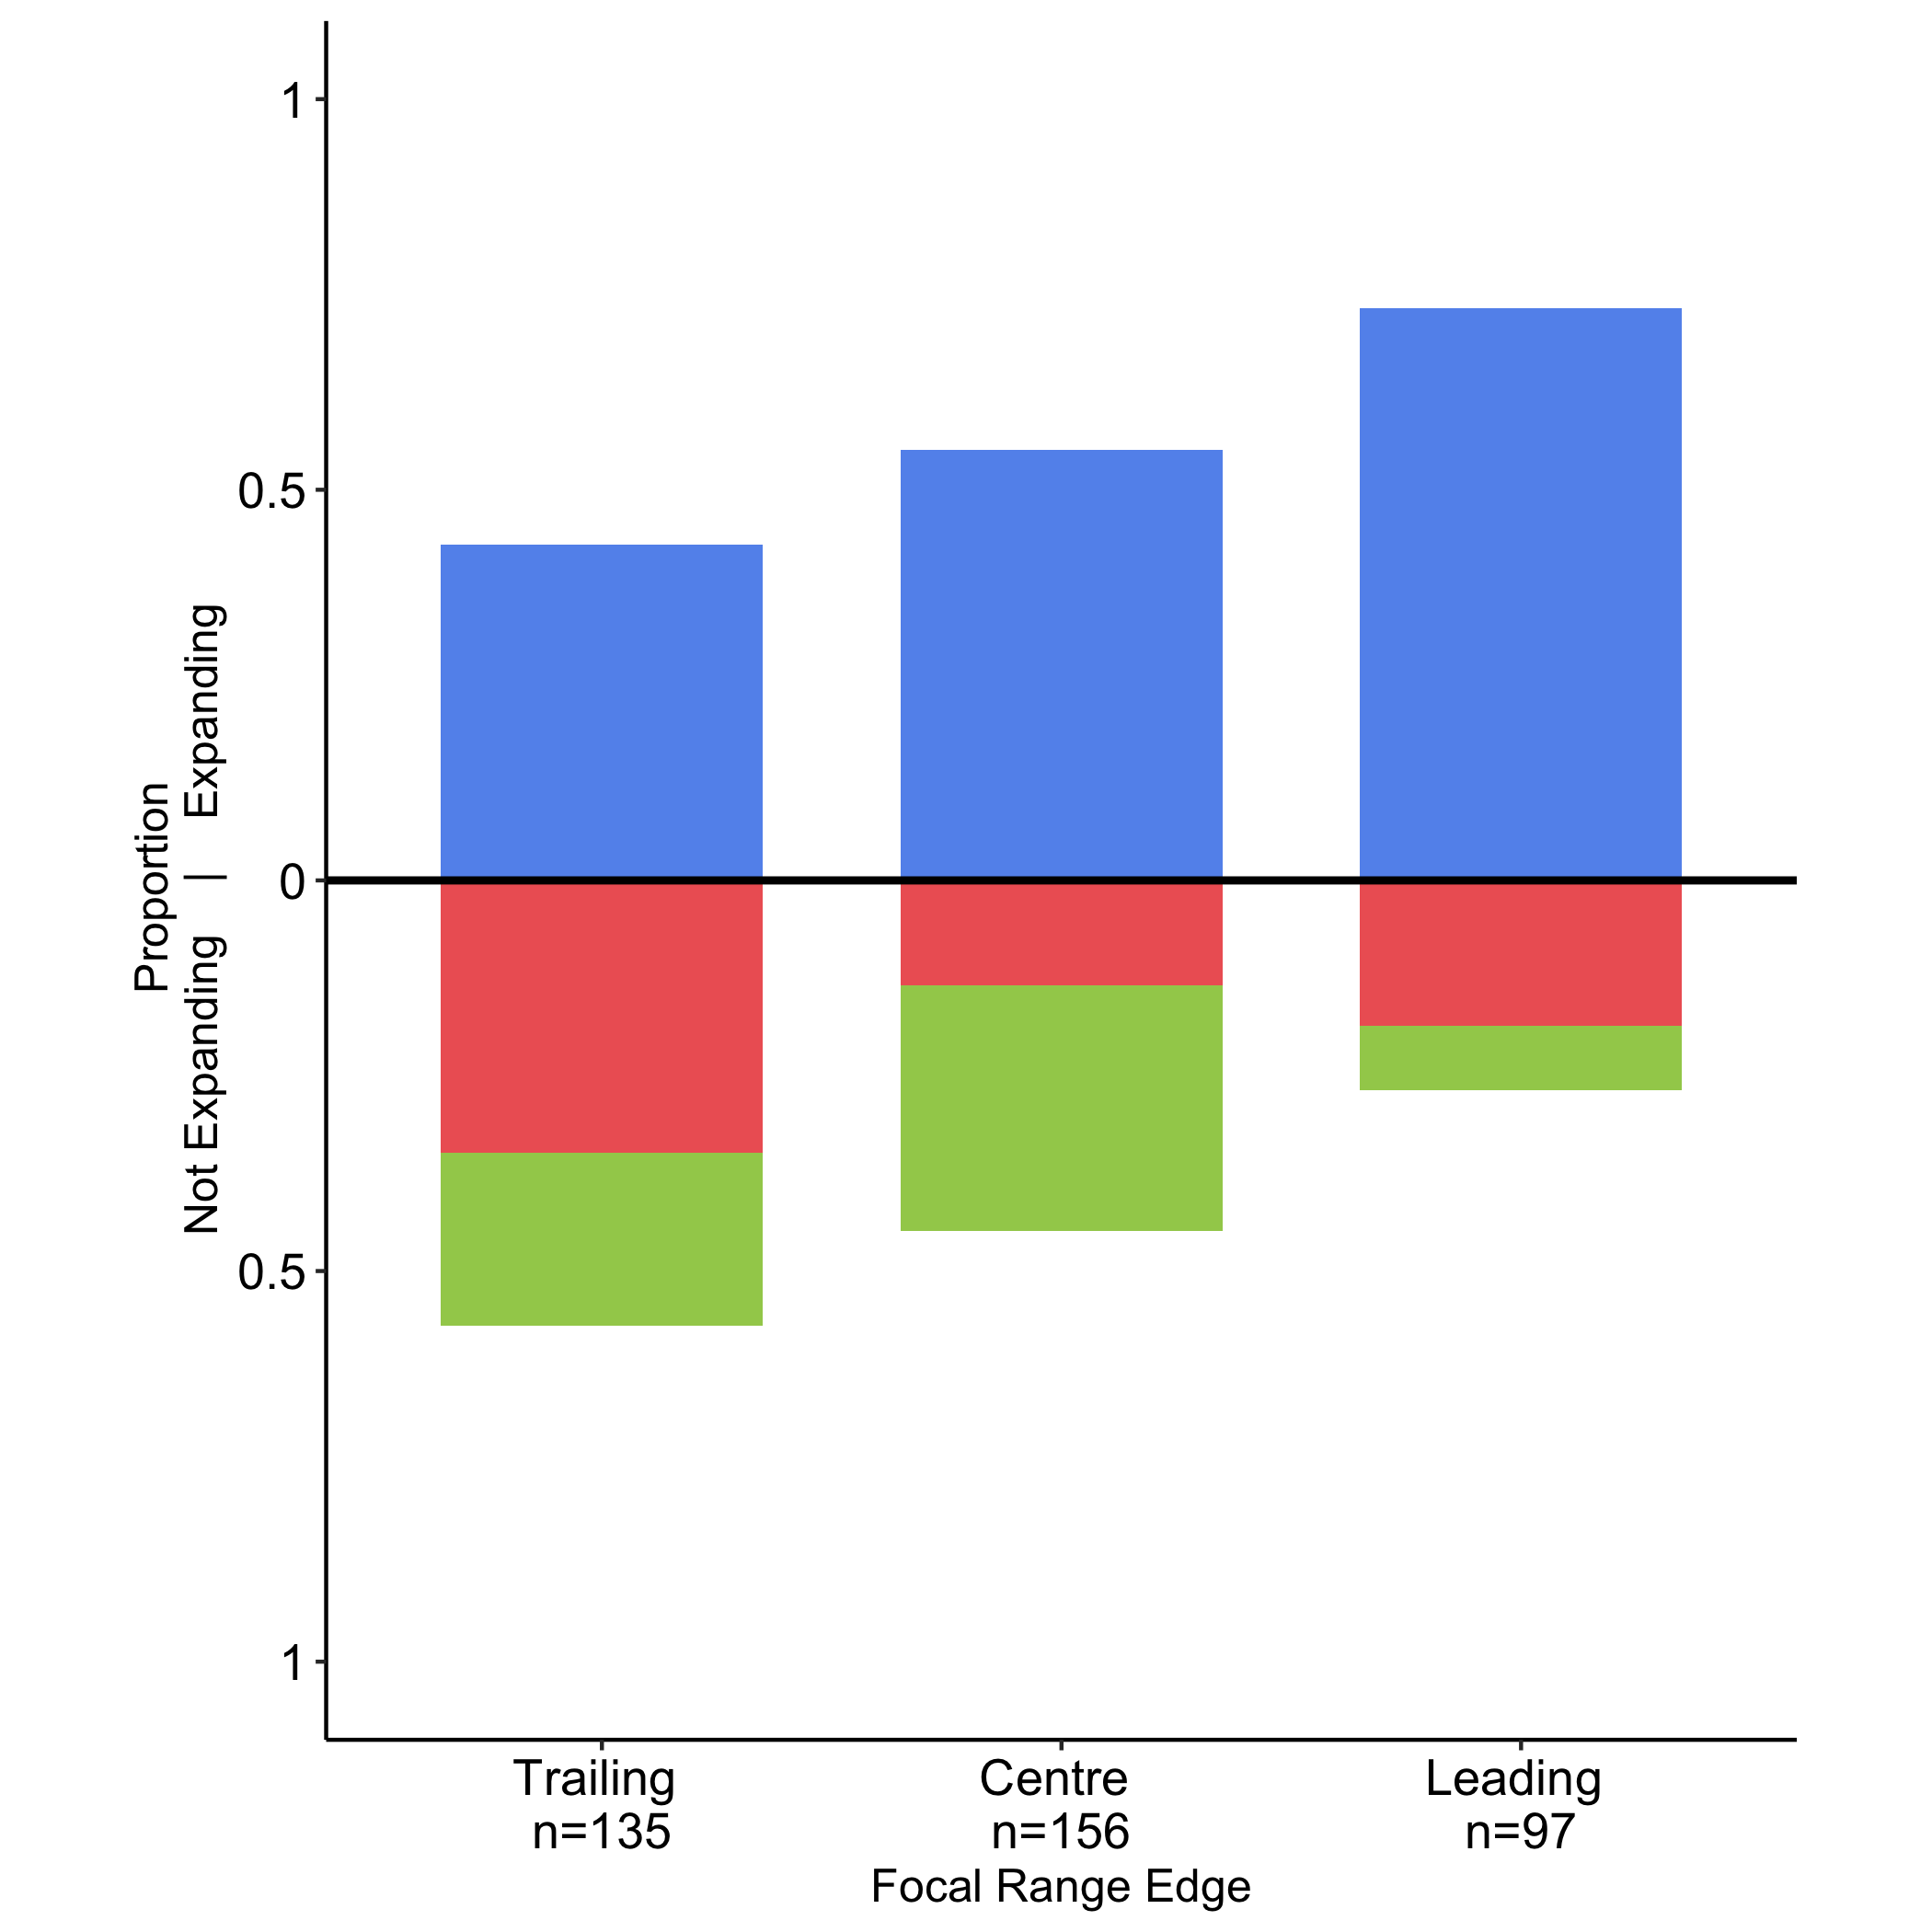 1
0.5
0
0.5
1
Proportion
Not Expanding | Expanding
Trailing
n=135
Centre
n=156
Leading
n=97
Focal Range Edge